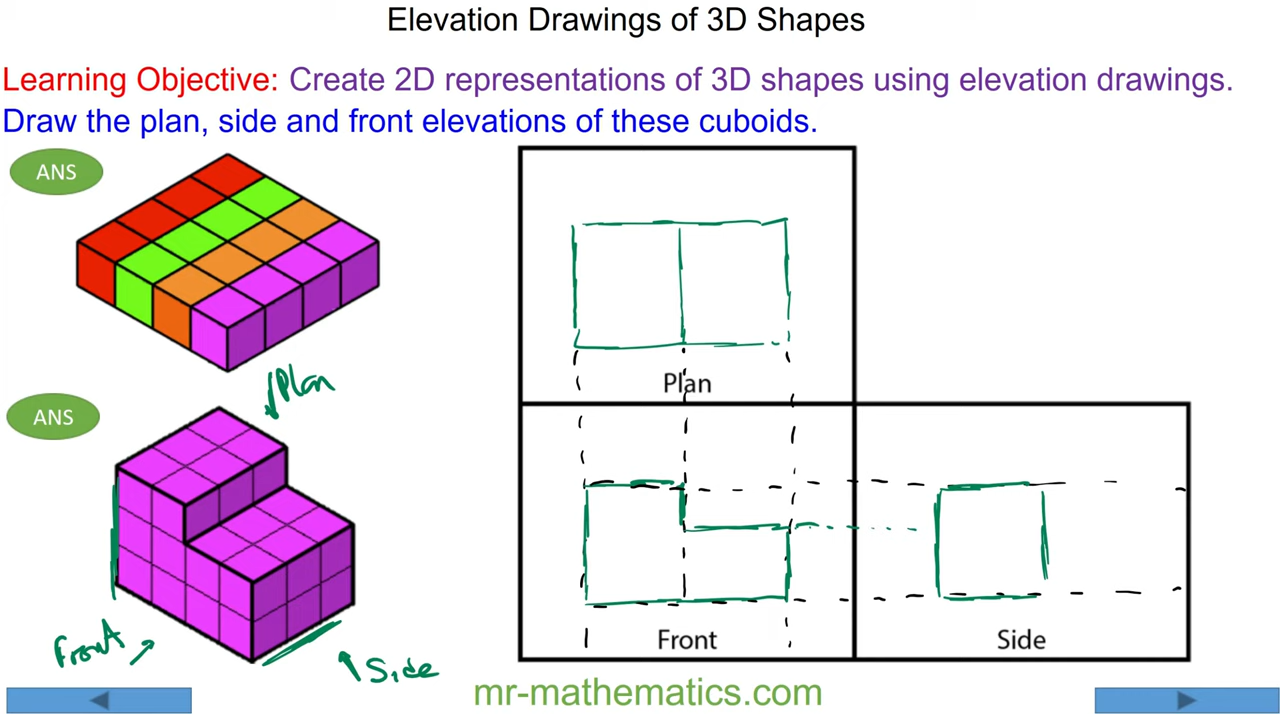 Elevation Drawings of 3D Shapes
Learning Objective: Create 2D representations of 3D shapes using elevation drawings.
Draw the plan, side and front elevations of these cuboids.
ANS
Plan
ANS
Front
Side
Plan
Front
Side
mr-mathematics.com